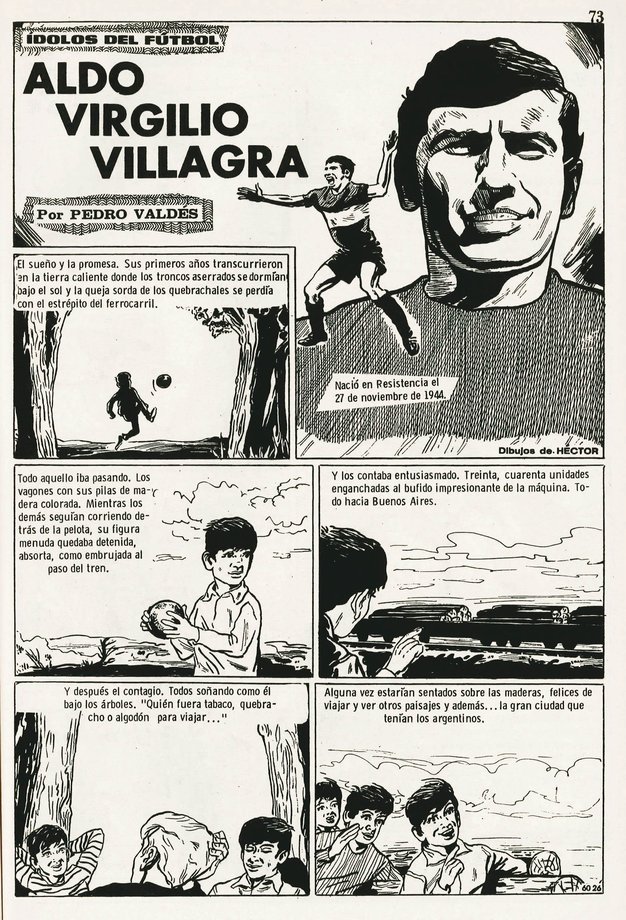 73
ÍDOLOS DEL FÚTBOL
ALDO
VIRGILIO
VILLAGRA
Por PEDRO VALDÉS
El sueño y la promesa. Sus primeros años transcurrieron
en la tierra caliente donde los troncos aserrados se dormían
bajo el sol y la queja sorda de los quebrachales se perdía
con el estrépito del ferrocarril.
Nació en Resistencia el
27 de noviembre de 1944.
Dibujos de HÉCTOR
Todo aquello iba pasando. Los
vagones con sus pilas de ma-
dera colorada. Mientras los
demás seguían corriendo de-
trás de la pelota, su figura
menuda quedaba detenida,
absorta, como embrujada al
paso del tren.
Y los contaba entusiasmado. Treinta, cuarenta unidades
enganchadas al bufido impresionante de la máquina. To-
do hacia Buenos Aires.
Y después el contagio. Todos soñando como él
bajo los árboles. "Quién fuera tabaco, quebra-
cho o algodón para viajar..."
Alguna vez estarían sentados sobre las maderas, felices de
viajar y ver otros paisajes y además...la gran ciudad que
tenían los argentinos.
6026